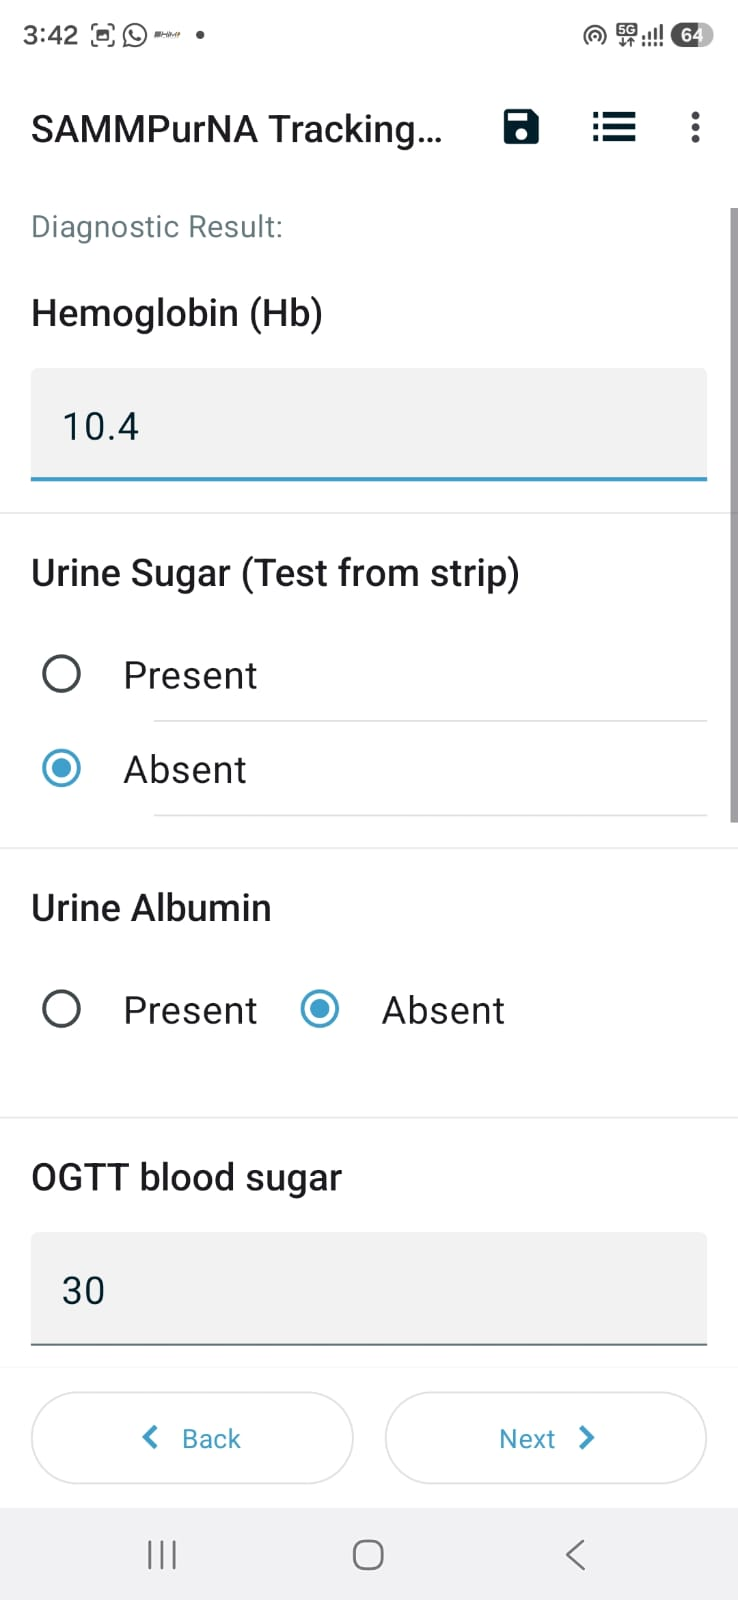 3:42
5G
64
SAMMPurNA Tracking...
Diagnostic Result:
Hemoglobin (Hb)
10.4
Urine Sugar (Test from strip)
Present
Absent
Urine Albumin
Present Absent
OGTT blood sugar
30
Back
Next